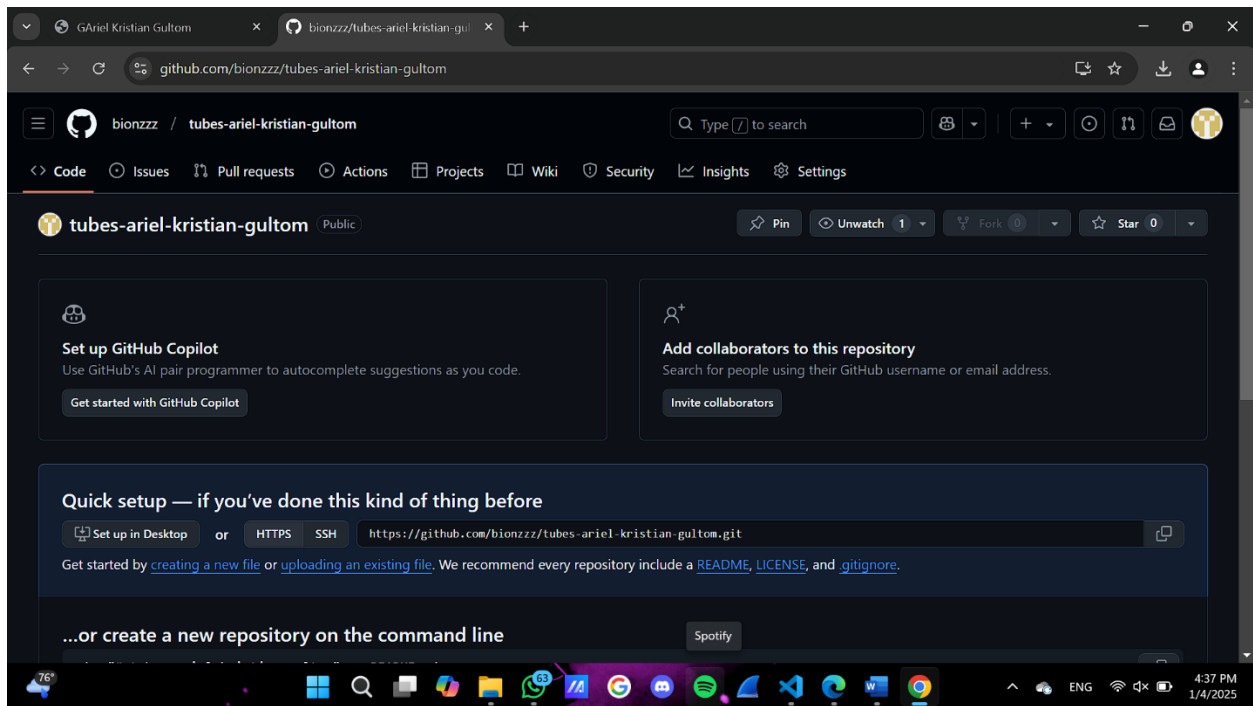 GAriel Kristian Gultom
bionzzz/tubes-ariel-kristian-gul
github.com/bionzzz/tubes-ariel-kristian-gultom
bionzzz / tubes-ariel-kristian-gultom
Type / to search
Code Issues Pull requests Actions Projects Wiki Security Insights Settings
tubes-ariel-kristian-gultom Public
Pin Unwatch 1 Fork 0 Star 0
Set up GitHub Copilot
Use GitHub's AI pair programmer to autocomplete suggestions as you code.
Get started with GitHub Copilot
Add collaborators to this repository
Search for people using their GitHub username or email address.
Invite collaborators
Quick setup — if you've done this kind of thing before
Set up in Desktop or HTTPS SSH https://github.com/bionzzz/tubes-ariel-kristian-gultom.git
Get started by creating a new file or uploading an existing file. We recommend every repository include a README, LICENSE, and .gitignore.
...or create a new repository on the command line
Spotify
76°
63
ENG
4:37 PM
1/4/2025